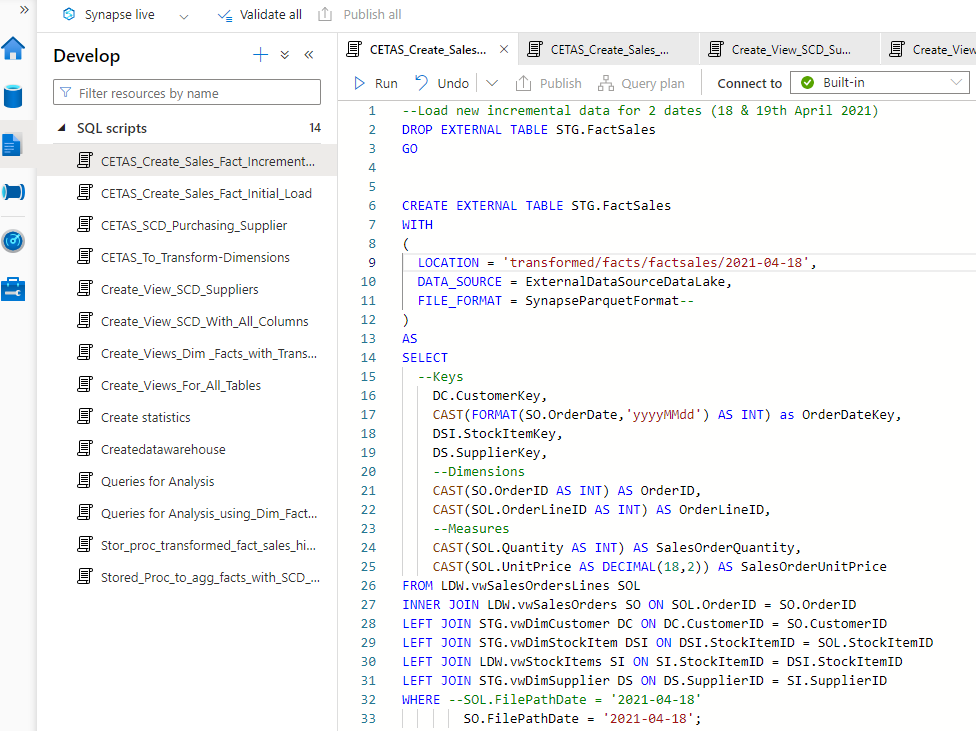 Synapse live
Validate all
Publish all
Develop
Filter resources by name
SQL scripts 14
CETAS_Create_Sales_Fact_Increment...
CETAS_Create_Sales_Fact_Initial_Load
CETAS_SCD_Purchasing_Supplier
CETAS_To_Transform-Dimensions
Create_View_SCD_Suppliers
Create_View_SCD_With_All_Columns
Create_Views_Dim _Facts_with_Trans...
Create_Views_For_All_Tables
Create statistics
Createdatawarehouse
Queries for Analysis
Queries for Analysis_using_Dim_Fact...
Stor_proc_transformed_fact_sales_hi...
Stored_Proc_to_agg_facts_with_SCD_...
CETAS_Create_Sales...
CETAS_Create_Sales_...
Create_View_SCD_Su...
Create_View
Run Undo Publish Query plan Connect to Built-in
1 --Load new incremental data for 2 dates (18 & 19th April 2021)
2 DROP EXTERNAL TABLE STG.FactSales
3 GO
4
5
6 CREATE EXTERNAL TABLE STG.FactSales
7 WITH
8 (
9 LOCATION = 'transformed/facts/factsales/2021-04-18',
10 DATA_SOURCE = ExternalDataSourceDataLake,
11 FILE_FORMAT = SynapseParquetFormat--
12 )
13 AS
14 SELECT
15 --Keys
16 DC.CustomerKey,
17 CAST(FORMAT(SO.OrderDate,'yyyyMMdd') AS INT) as OrderDateKey,
18 DSI.StockItemKey,
19 DS.SupplierKey,
20 --Dimensions
21 CAST(SO.OrderID AS INT) AS OrderID,
22 CAST(SOL.OrderLineID AS INT) AS OrderLineID,
23 --Measures
24 CAST(SOL.Quantity AS INT) AS SalesOrderQuantity,
25 CAST(SOL.UnitPrice AS DECIMAL(18,2)) AS SalesOrderUnitPrice
26 FROM LDW.vwSalesOrdersLines SOL
27 INNER JOIN LDW.vwSalesOrders SO ON SOL.OrderID = SO.OrderID
28 LEFT JOIN STG.vwDimCustomer DC ON DC.CustomerID = SO.CustomerID
29 LEFT JOIN STG.vwDimStockItem DSI ON DSI.StockItemID = SOL.StockItemID
30 LEFT JOIN LDW.vwStockItems SI ON SI.StockItemID = DSI.StockItemID
31 LEFT JOIN STG.vwDimSupplier DS ON DS.SupplierID = SI.SupplierID
32 WHERE --SOL.FilePathDate = '2021-04-18'
33 SO.FilePathDate = '2021-04-18';